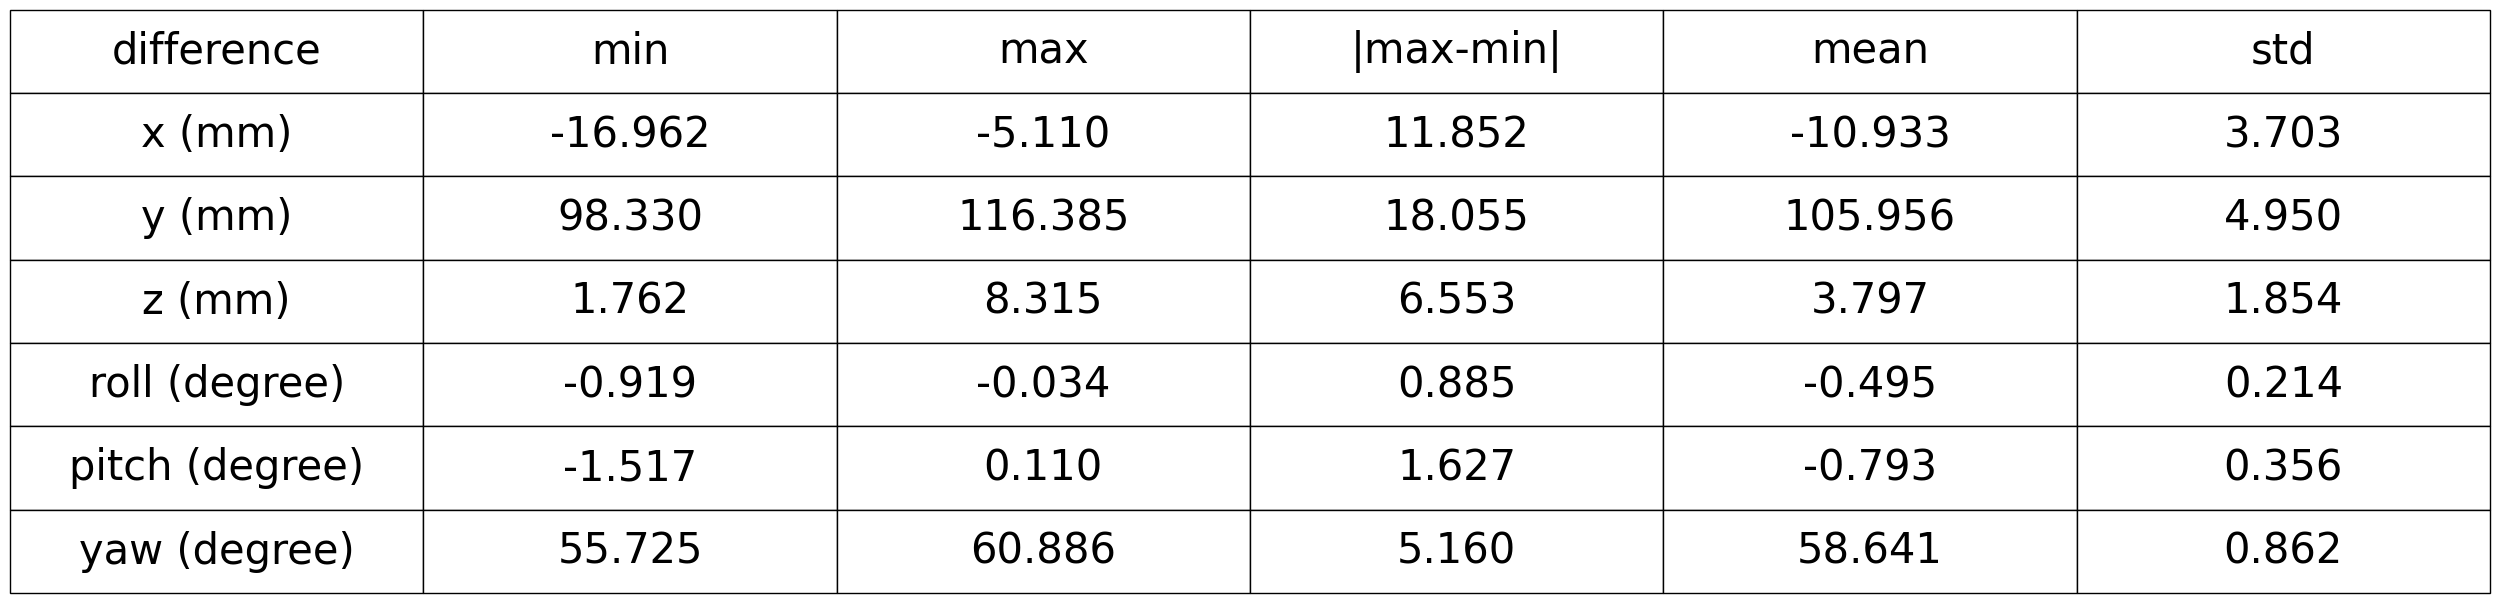 difference min max |max-min| mean std
x (mm) -16.962 -5.110 11.852 -10.933 3.703
y (mm) 98.330 116.385 18.055 105.956 4.950
z (mm) 1.762 8.315 6.553 3.797 1.854
roll (degree) -0.919 -0.034 0.885 -0.495 0.214
pitch (degree) -1.517 0.110 1.627 -0.793 0.356
yaw (degree) 55.725 60.886 5.160 58.641 0.862